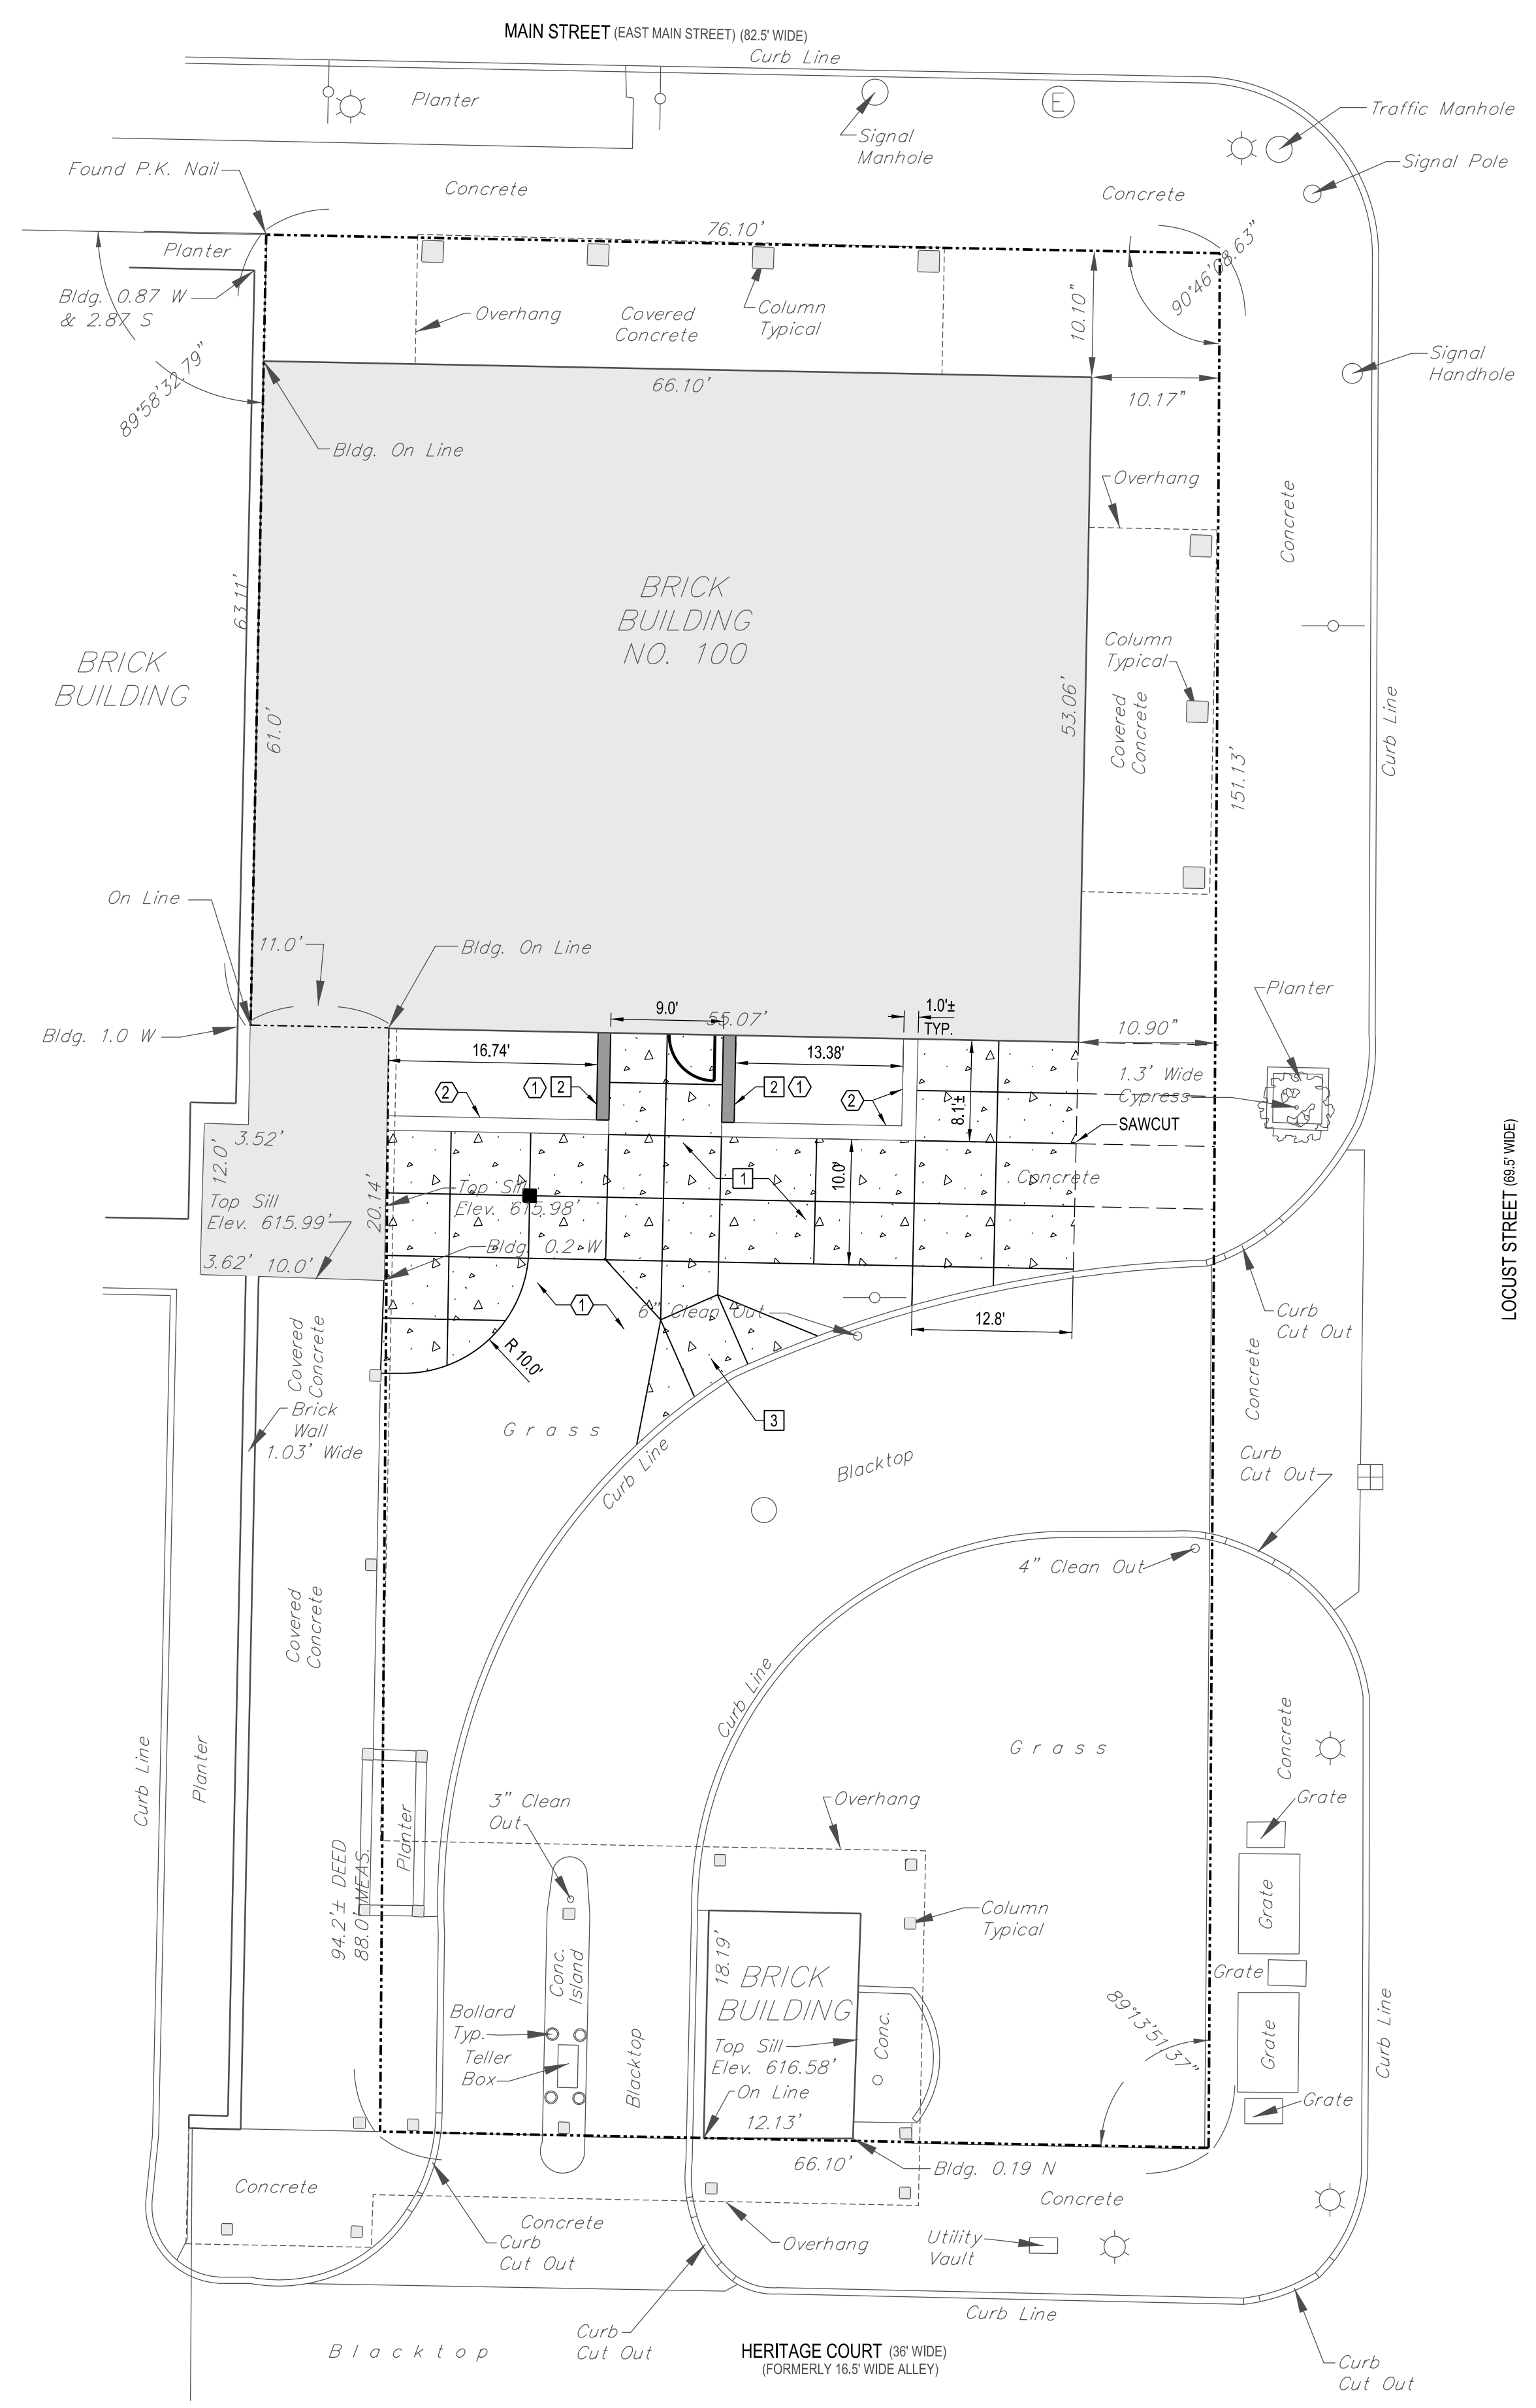 MAIN STREET (EAST MAIN STREET) (82.5' WIDE)
Curb Line
Planter
Signal
Manhole
E
Traffic Manhole
Signal Pole
Found P.K. Nail
Concrete
Concrete
76.10'
90°46'08.63"
Planter
Bldg. 0.87 W
& 2.87 S
Overhang
Covered
Concrete
Column
Typical
10.10"
89°58'32.79"
66.10'
10.17"
Signal
Handhole
Bldg. On Line
Overhang
Concrete
63.11'
BRICK
BUILDING
NO. 100
Column
Typical
BRICK
BUILDING
61.0'
53.06'
Covered
Concrete
151.13'
Curb Line
On Line
11.0'
Bldg. On Line
Planter
9.0'
55.07'
1.0'±
TYP.
10.90"
Bldg. 1.0 W
16.74'
13.38'
2
1
2
2
1
2
8.1'±
1.3' Wide
Cypress
SAWCUT
3.52'
12.0'
20.14'
Top Sill
Elev. 615.98'
1
10.0'
Concrete
Top Sill
Elev. 615.99'
Bldg. 0.2 W
3.62'
10.0'
1
6" Clean Out
12.8'
Curb
Cut Out
LOCUST STREET (69.5' WIDE)
R 10.0'
Covered
Concrete
Brick
Wall
1.03' Wide
Grass
3
Concrete
Curb Line
Blacktop
Curb
Cut Out
4" Clean Out
Covered
Concrete
Curb Line
Grass
Concrete
Curb Line
Planter
Planter
3" Clean
Out
Overhang
Grate
94.2'± DEED
88.0' MEAS.
Column
Typical
Grate
Conc.
Island
18.19'
BRICK
BUILDING
Grate
Bollard
Typ.
Teller
Box
Blacktop
Top Sill
Elev. 616.58'
Conc.
89°13'51.37"
Grate
Curb Line
On Line
12.13'
Grate
66.10'
Bldg. 0.19 N
Concrete
Concrete
Concrete
Curb
Cut Out
Overhang
Utility
Vault
Curb Line
Curb
Cut Out
Blacktop
HERITAGE COURT (36' WIDE)
(FORMERLY 16.5' WIDE ALLEY)
Curb
Cut Out